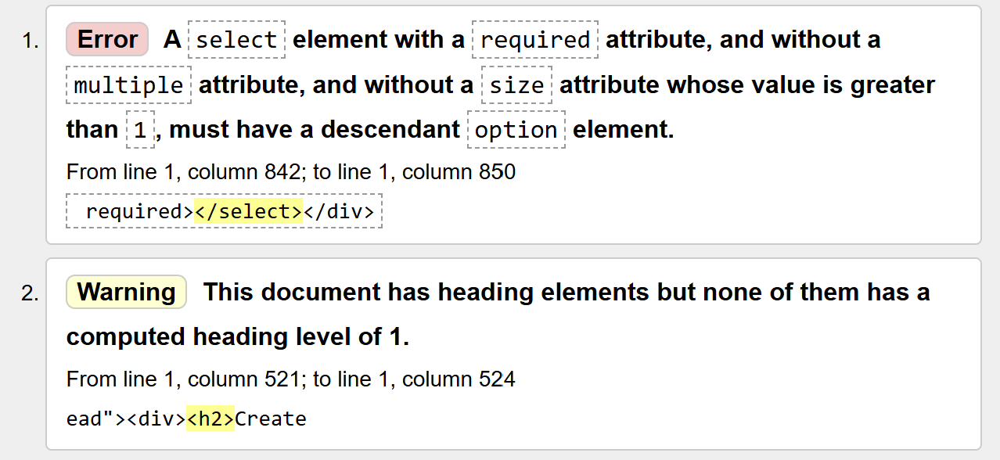 1. Error A select element with a required attribute, and without a
multiple attribute, and without a size attribute whose value is greater
than 1, must have a descendant option element.
From line 1, column 842; to line 1, column 850
required></select></div>
2. Warning This document has heading elements but none of them has a
computed heading level of 1.
From line 1, column 521; to line 1, column 524
ead"><div><h2>Create